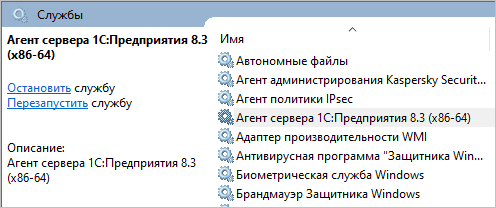 Службы
Агент сервера 1С:Предприятия 8.3
(x86-64)
Остановить службу
Перезапустить службу
Описание:
Агент сервера 1С:Предприятия 8.3
(x86-64)
Имя
Автономные файлы
Агент администрирования Kaspersky Securit...
Агент политики IPsec
Агент сервера 1С:Предприятия 8.3 (x86-64)
Адаптер производительности WMI
Антивирусная программа "Защитника Win...
Биометрическая служба Windows
Брандмауэр Защитника Windows